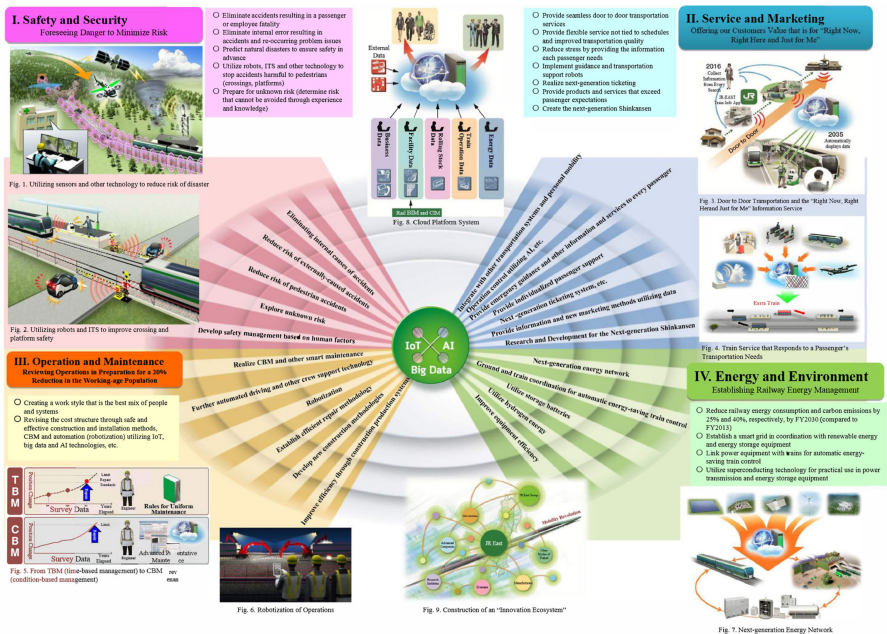 I. Safety and Security
Foreseeing Danger to Minimize Risk
Eliminate accidents resulting in a passenger
or employee fatality
Eliminate internal error resulting in
accidents and re-occurring problem issues
Predict natural disasters to ensure safety in
advance
Utilize robots, ITS and other technology to
stop accidents harmful to pedestrians
(crossings, platforms)
Prepare for unknown risk (determine risk
that cannot be avoided through experience
and knowledge)
Fig. 1. Utilizing sensors and other technology to reduce risk of disaster
Fig. 2. Utilizing robots and ITS to improve crossing and
platform safety
External
Data
Business
Data
Facility Data
Rolling Stock
Data
Train
Operation Data
Energy Data
Rail BIM and CIM
Fig. 8. Cloud Platform System
Provide seamless door to door transportation
services
Provide flexible service not tied to schedules and
improved transportation quality
Reduce stress by providing the information
each passenger needs
Implement guidance and transportation
support robots
Realize next-generation ticketing
Provide products and services that exceed
passenger expectations
Create the next-generation Shinkansen
II. Service and Marketing
Offering our Customers Value that is for "Right Now,
Right Here and Just for Me"
2016
Collect
Information
from Every
Search
JR-EAST
Train Info App
JR
2035
Automatically
displays data
Door to Door
Fig. 3. Door to Door Transportation and the "Right Now, Right
Herand Just for Me" Infomation
Service
Extra Train
Fig. 4. Train Service that Responds to a Passenger's
Transportation Needs
Eliminating internal causes of accidents
Reduce risk of externally-caused accidents
Reduce risk of pedestrian accidents
Explore unknown risk
Develop safety management based on human factors
Integrate with other transportation systems and personal mobility
Operation control utilizing AI, etc.
Provide emergency guidance and other information and services to every passenger
Provide individualized passenger support
Next -generation ticketing system, etc.
Provide information and new marketing methods utilizing data
Research and Development for the Next-generation Shinkansen
IoT AI
Big Data
Realize CBM and other smart maintenance
Further automated driving and other crew support technology
Robotization
Establish efficient repair methodology
Develop new construction methodologies
Improve efficiency through construction production systems
Next-generation energy network
Ground and train coordination for automatic energy-saving train control
Utilize storage batteries
Utilize hydrogen energy
Improve equipment efficiency
III. Operation and Maintenance
Reviewing Operations in Preparation for a 20%
Reduction in the Working-age Population
Creating a work style that is the best mix of people
and systems
Revising the cost structure through safe and
effective construction and installation methods,
CBM and automation (robotization) utilizing IoT,
big data and AI technologies, etc.
TBM
Limit
Repair
Standards
Survey Data
Years
Elapsed
Engineer
Rules for Uniform
Maintenance
CBM
Limit
Survey Data
Years
Elapsed
Engineer
Fig. 5. From TBM (time-based management) to CBM
(condition-based management)
Fig. 6. Robotization of Operations
Mobility Revolution
JR East
Fig. 9. Construction of an "Innovation Ecosystem"
IV. Energy and Environment
Establishing Railway Energy Management
Reduce railway energy consumption and carbon emissions by
25% and 40%, respectively, by FY2030 (compared to
FY2013)
Establish a smart grid in coordination with renewable energy
and energy storage equipment
Link power equipment with trains for automatic energy-
saving train control
Utilize superconducting technology for practical use in power
transmission and energy storage equipment
Fig. 7. Next-generation Energy Network